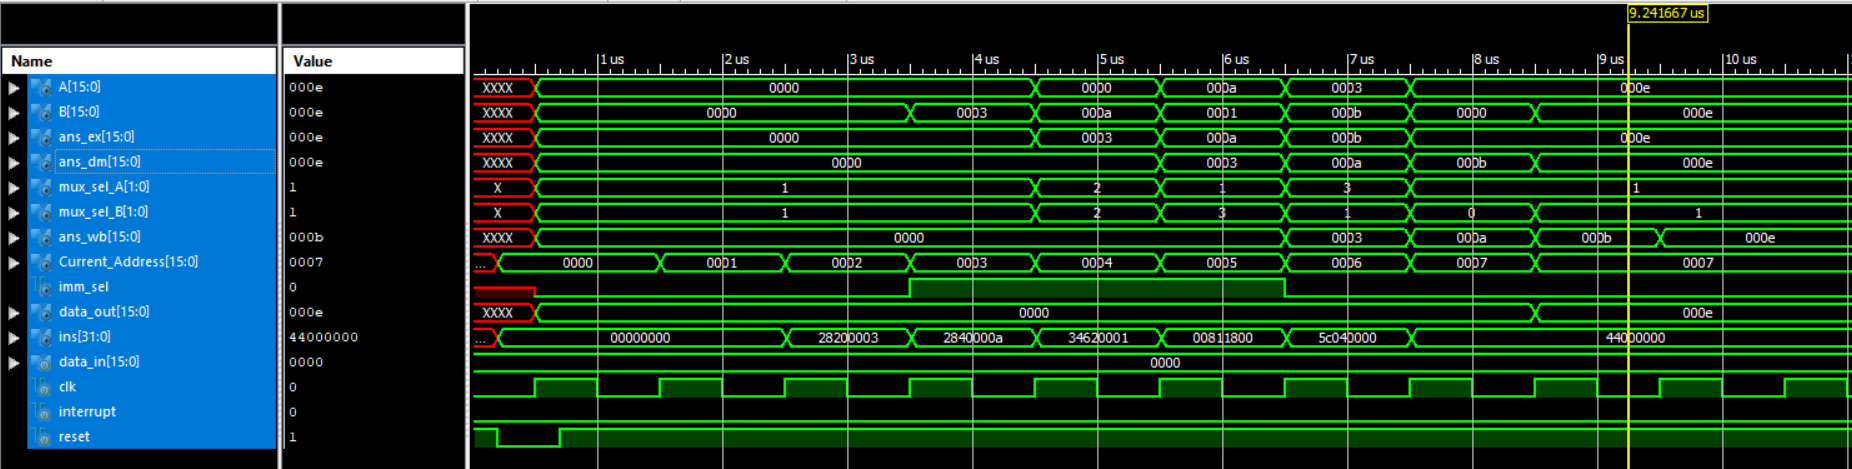 9.241667 us
Name Value 1 us 2 us 3 us 4 us 5 us 6 us 7 us 8 us 9 us 10 us
A[15:0] 000e XXXX 0000 0000 000a 0003 000e
B[15:0] 000e XXXX 0000 0003 000a 0001 000b 0000 000e
ans_ex[15:0] 000e XXXX 0000 0003 000a 000b 000e
ans_dm[15:0] 000e XXXX 0000 0003 000a 000b 000e
mux_sel_A[1:0] 1 X 1 2 1 3 1
mux_sel_B[1:0] 1 X 1 2 3 1 0 1
ans_wb[15:0] 000b XXXX 0000 0003 000a 000b 000e
Current_Address[15:0] 0007 ... 0000 0001 0002 0003 0004 0005 0006 0007 0007
imm_sel 0
data_out[15:0] 000e XXXX 0000 000e
ins[31:0] 44000000 ... 00000000 28200003 2840000a 34620001 00811800 5c040000 44000000
data_in[15:0] 0000 0000
clk 0
interrupt 0
reset 1